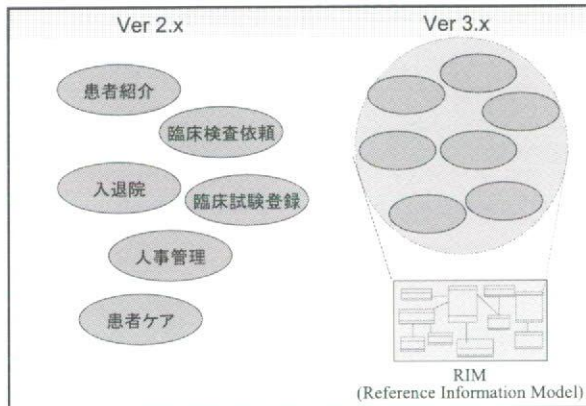 Ver 2.x
Ver 3.x
患者紹介
臨床検査依頼
入退院
臨床試験登録
人事管理
患者ケア
RIM
(Reference Information Model)